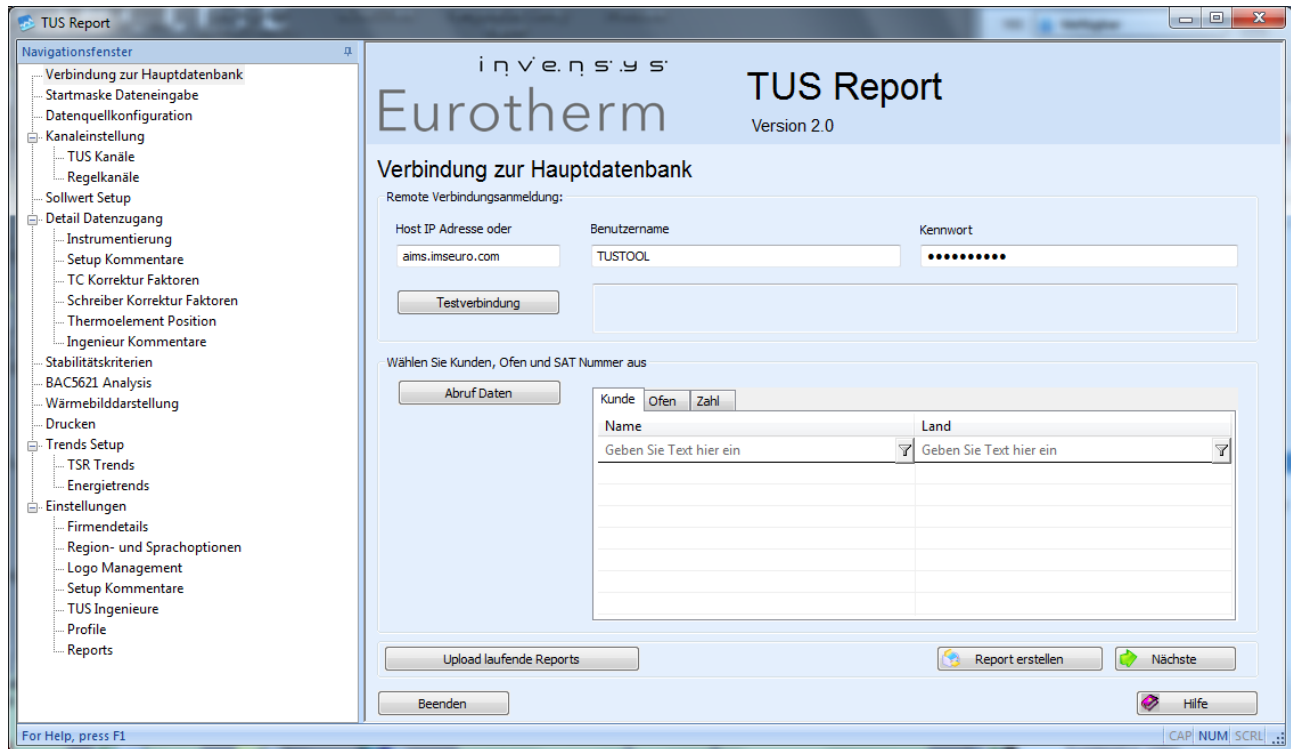 TUS Report
Navigationsfenster
Verbindung zur Hauptdatenbank
Startmaske Dateneingabe
Datenquellkonfiguration
Kanaleinstellung
TUS Kanäle
Regelkanäle
Sollwert Setup
Detail Datenzugang
Instrumentierung
Setup Kommentare
TC Korrektur Faktoren
Schreiber Korrektur Faktoren
Thermoelement Position
Ingenieur Kommentare
Stabilitätskriterien
BAC5621 Analysis
Wärmebilddarstellung
Drucken
Trends Setup
TSR Trends
Energietrends
Einstellungen
Firmendetails
Region- und Sprachoptionen
Logo Management
Setup Kommentare
TUS Ingenieure
Profile
Reports
invensys
Eurotherm
TUS Report
Version 2.0
Verbindung zur Hauptdatenbank
Remote Verbindungsanmeldung:
Host IP Adresse oder Benutzername Kennwort
aims.imseuro.com TUSTOOL ●●●●●●●●●●
Testverbindung
Wählen Sie Kunden, Ofen und SAT Nummer aus
Abruf Daten
Kunde Ofen Zahl
Name Land
Geben Sie Text hier ein Geben Sie Text hier ein
Upload laufende Reports Report erstellen Nächste
Beenden Hilfe
For Help, press F1 CAP NUM SCRL